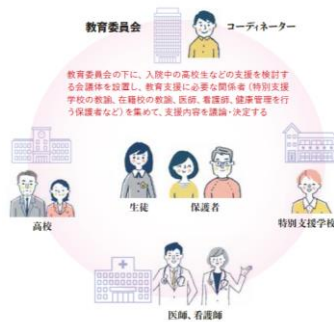 教育委員会 コーディネーター
教育委員会の下に、入院中の高校生などの支援を検討す
る会議体を設置し、教育支援に必要な関係者(特別支援
学校の教諭、在籍校の教諭、医師、看護師、健康管理を行
う保護者など)を集めて、支援内容を議論・決定する
高校
生徒 保護者
特別支援学校
医師、看護師